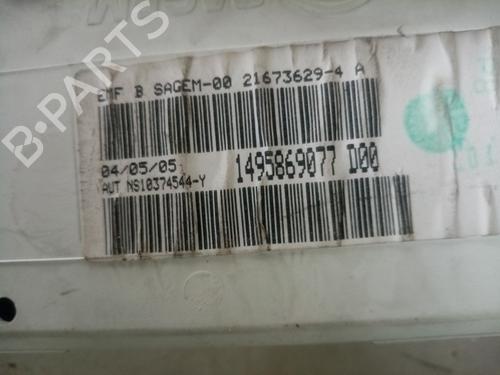 EMF B SAGEM-00 21673629-4 A
04/05/05
1495869077 D00
AUT NS10374544-Y
B-PARTS